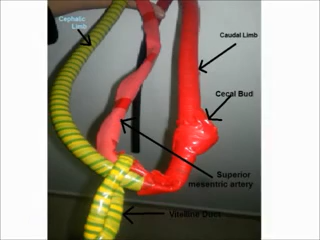 Cephalic
Limb
Caudal Limb
Cecal Bud
Superior
mesentric artery
Vitelline Duct